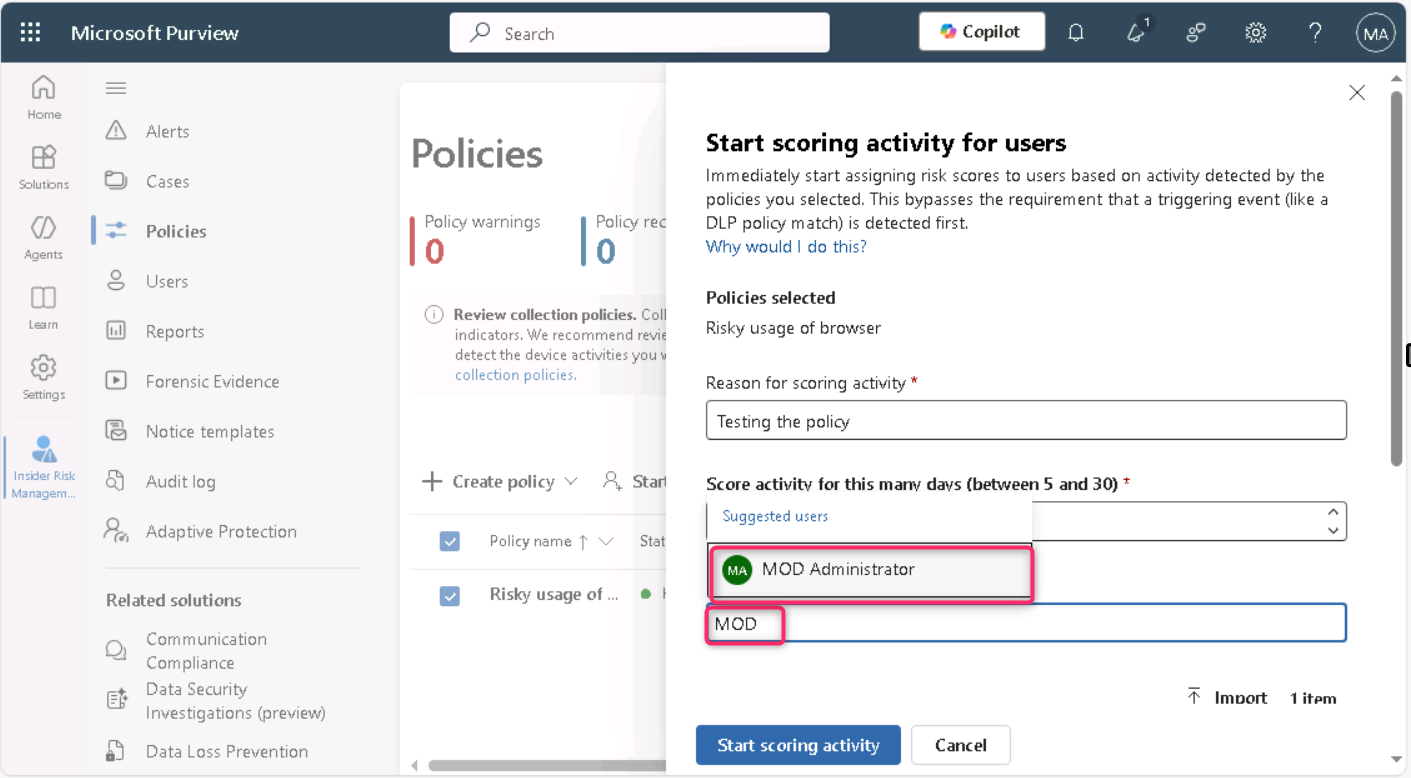 Microsoft Purview
Search
Copilot
1
MA
Home
Solutions
Agents
Learn
Settings
Insider Risk
Managem...
Alerts
Cases
Policies
Users
Reports
Forensic Evidence
Notice templates
Audit log
Adaptive Protection
Related solutions
Communication
Compliance
Data Security
Investigations (preview)
Data Loss Prevention
Policies
Policy warnings
0
Policy rec
0
Review collection policies. Coll
indicators. We recommend revie
detect the device activities you w
collection policies.
Create policy
Start
Policy name
Stat
Risky usage of ...
Start scoring activity for users
Immediately start assigning risk scores to users based on activity detected by the
policies you selected. This bypasses the requirement that a triggering event (like a
DLP policy match) is detected first.
Why would I do this?
Policies selected
Risky usage of browser
Reason for scoring activity *
Testing the policy
Score activity for this many days (between 5 and 30) *
Suggested users
MA MOD Administrator
MOD
Import 1 item
Start scoring activity
Cancel